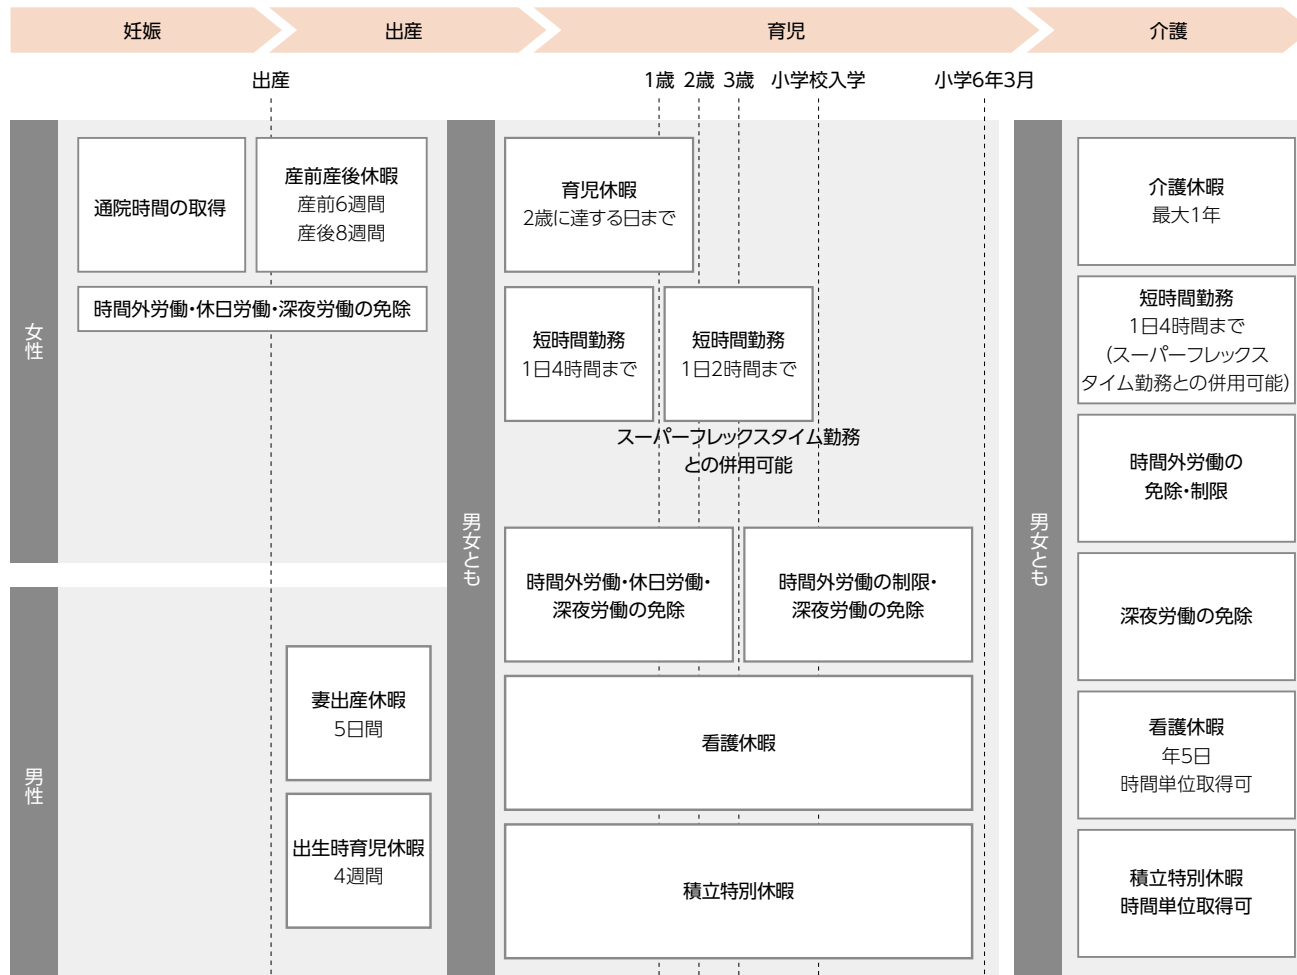 妊娠
出産
育児
介護
出産
1歳
2歳
3歳
小学校入学
小学6年3月
女性
通院時間の取得
産前産後休暇
産前6週間
産後8週間
時間外労働・休日労働・深夜労働の免除
男性
妻出産休暇
5日間
出生時育児休暇
4週間
男女とも
育児休暇
2歳に達する日まで
短時間勤務
1日4時間まで
短時間勤務
1日2時間まで
スーパーフレックスタイム勤務
との併用可能
時間外労働・休日労働・
深夜労働の免除
時間外労働の制限・
深夜労働の免除
看護休暇
積立特別休暇
男女とも
介護休暇
最大1年
短時間勤務
1日4時間まで
(スーパーフレックス
タイム勤務との併用可能)
時間外労働の
免除・制限
深夜労働の免除
看護休暇
年5日
時間単位取得可
積立特別休暇
時間単位取得可